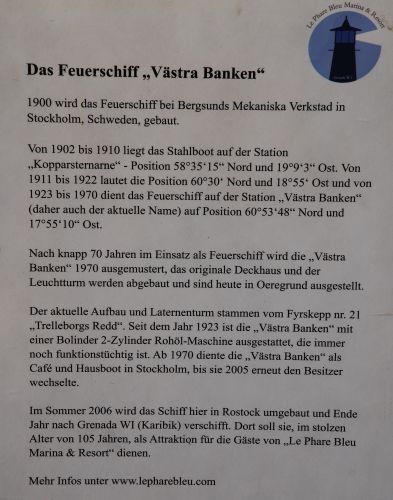 Le Phare Bleu Marina & Resort
Das Feuerschiff „Västra Banken“
1900 wird das Feuerschiff bei Bergsunds Mekaniska Verkstad in
Stockholm, Schweden, gebaut.
Von 1902 bis 1910 liegt das Stahlboot auf der Station
„Kopparsternarne“ - Position 58°35‘15“ Nord und 19°9‘3“ Ost. Von
1911 bis 1922 lautet die Position 60°30‘ Nord und 18°55‘ Ost und von
1923 bis 1970 dient das Feuerschiff auf der Station „Västra Banken“
(daher auch der aktuelle Name) auf Position 60°53‘48“ Nord und
17°55‘10“ Ost.
Nach knapp 70 Jahren im Einsatz als Feuerschiff wird die „Västra
Banken“ 1970 ausgemustert, das originale Deckhaus und der
Leuchtturm werden abgebaut und sind heute in Oeregrund ausgestellt.
Der aktuelle Aufbau und Laternenturm stammen vom Fyrskepp nr. 21
„Trelleborgs Redd“. Seit dem Jahr 1923 ist die „Västra Banken“ mit
einer Bolinder 2-Zylinder Rohöl-Maschine ausgestattet, die immer
noch funktionstüchtig ist. Ab 1970 diente die „Västra Banken“ als
Café und Hausboot in Stockholm, bis sie 2005 erneut den Besitzer
wechselte.
Im Sommer 2006 wird das Schiff hier in Rostock umgebaut und Ende
Jahr nach Grenada WI (Karibik) verschifft. Dort soll sie, im stolzen
Alter von 105 Jahren, als Attraktion für die Gäste von „Le Phare Bleu
Marina & Resort“ dienen.
Mehr Infos unter www.lepharebleu.com